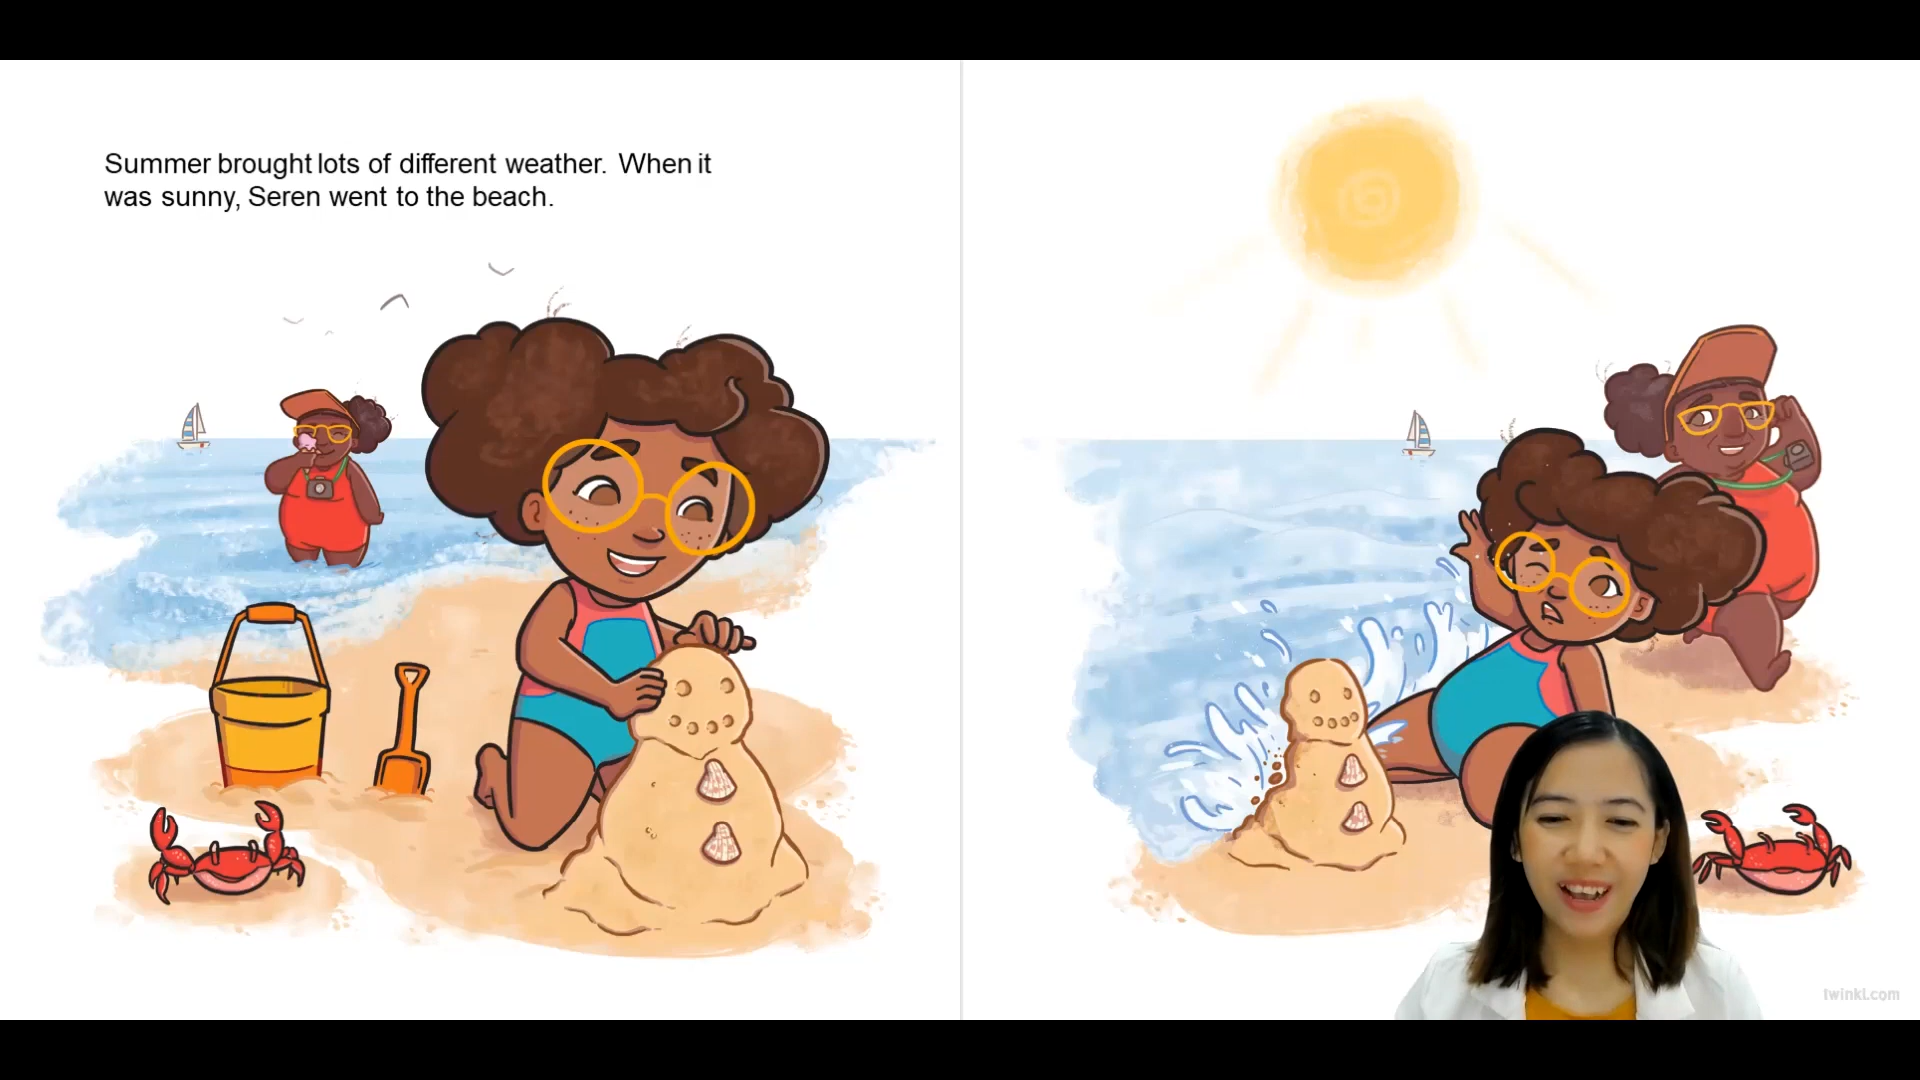 Summer brought lots of different weather. When it
was sunny, Seren went to the beach.
twinkl.com